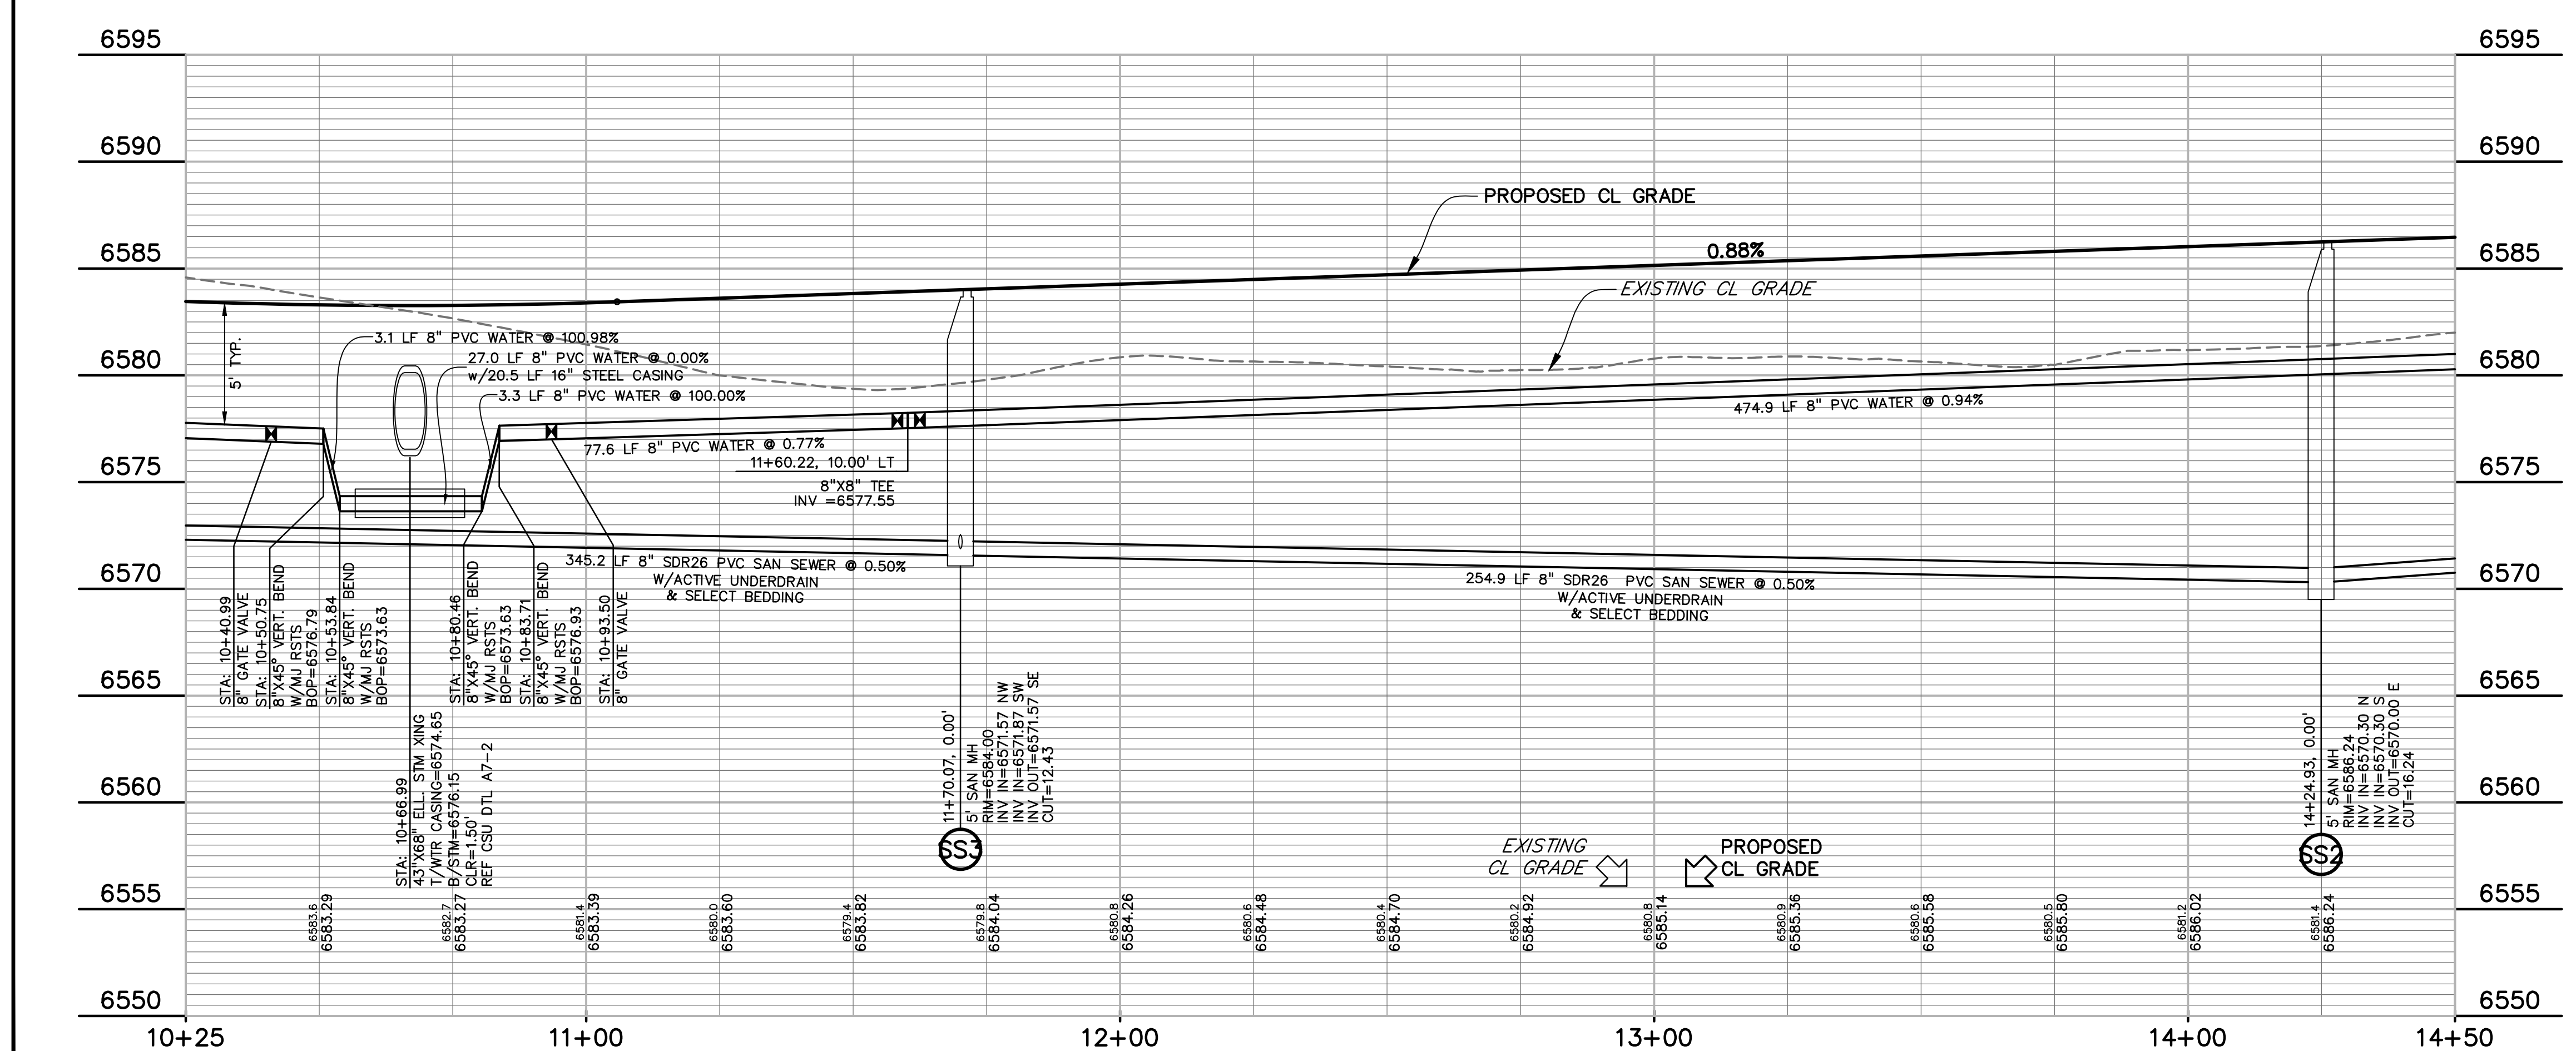 6595
6595
6590
6590
PROPOSED CL GRADE
0.88%
6585
6585
EXISTING CL GRADE
5' TYP.
3.1 LF 8" PVC WATER @ 100.98%
27.0 LF 8" PVC WATER @ 0.00%
w/20.5 LF 16" STEEL CASING
3.3 LF 8" PVC WATER @ 100.00%
6580
6580
474.9 LF 8" PVC WATER @ 0.94%
77.6 LF 8" PVC WATER @ 0.77%
11+60.22, 10.00' LT
8"X8" TEE
INV =6577.55
6575
6575
345.2 LF 8" SDR26 PVC SAN SEWER @ 0.50%
W/ACTIVE UNDERDRAIN
& SELECT BEDDING
254.9 LF 8" SDR26 PVC SAN SEWER @ 0.50%
W/ACTIVE UNDERDRAIN
& SELECT BEDDING
6570
6570
STA: 10+40.99
8" GATE VALVE
STA: 10+50.75
8"X45° VERT. BEND
W/MJ RSTS
BOP=6576.79
STA: 10+53.84
8"X45° VERT. BEND
W/MJ RSTS
BOP=6573.63
STA: 10+80.46
8"X45° VERT. BEND
W/MJ RSTS
BOP=6573.63
STA: 10+83.71
8"X45° VERT. BEND
W/MJ RSTS
BOP=6576.93
STA: 10+93.50
8" GATE VALVE
6565
6565
STA: 10+66.99
43"X68" ELL. STM XING
T/WTR CASING=6574.65
B/STM=6576.15
CLR=1.50'
REF CSU DTL A7-2
11+70.07, 0.00'
5' SAN MH
RIM=6584.00
INV IN=6571.57 NW
INV IN=6571.87 SW
INV OUT=6571.57 SE
CUT=12.43
SS3
14+24.93, 0.00'
5' SAN MH
RIM=6586.24
INV IN=6570.30 N
INV IN=6570.30 S
INV OUT=6570.00 E
CUT=16.24
SS2
6560
6560
EXISTING
CL GRADE
PROPOSED
CL GRADE
6555
6555
6583.6
6583.29
6582.7
6583.27
6581.4
6583.39
6580.0
6583.60
6579.4
6583.82
6579.8
6584.04
6580.8
6584.26
6580.6
6584.48
6580.4
6584.70
6580.2
6584.92
6580.8
6585.14
6580.9
6585.36
6580.6
6585.58
6580.5
6585.80
6581.2
6586.02
6581.4
6586.24
6550
6550
10+25
11+00
12+00
13+00
14+00
14+50